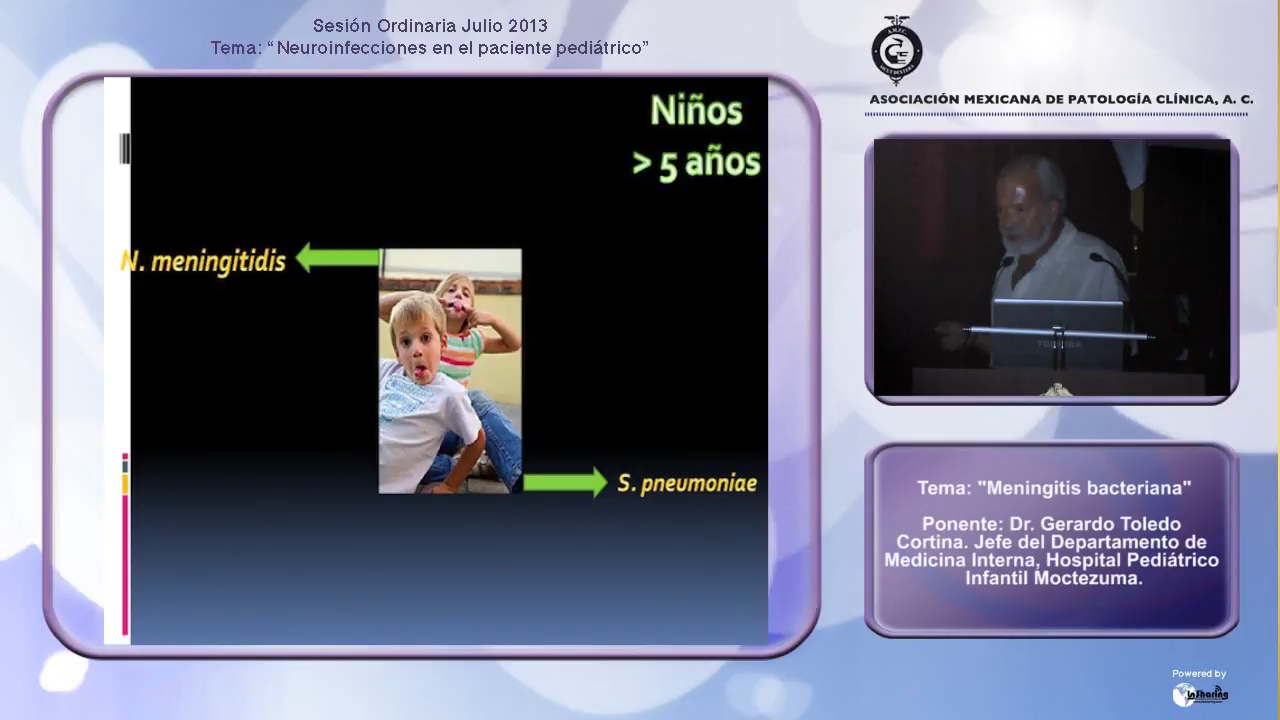 Sesión Ordinaria Julio 2013
Tema: “Neuroinfecciones en el paciente pediátrico”
ASOCIACIÓN MEXICANA DE PATOLOGÍA CLÍNICA, A. C.
Niños
> 5 años
N. meningitidis
S. pneumoniae
TOSHIBA
Tema: "Meningitis bacteriana"
Ponente: Dr. Gerardo Toledo
Cortina. Jefe del Departamento de
Medicina Interna, Hospital Pediátrico
Infantil Moctezuma.
Powered by
InSharing